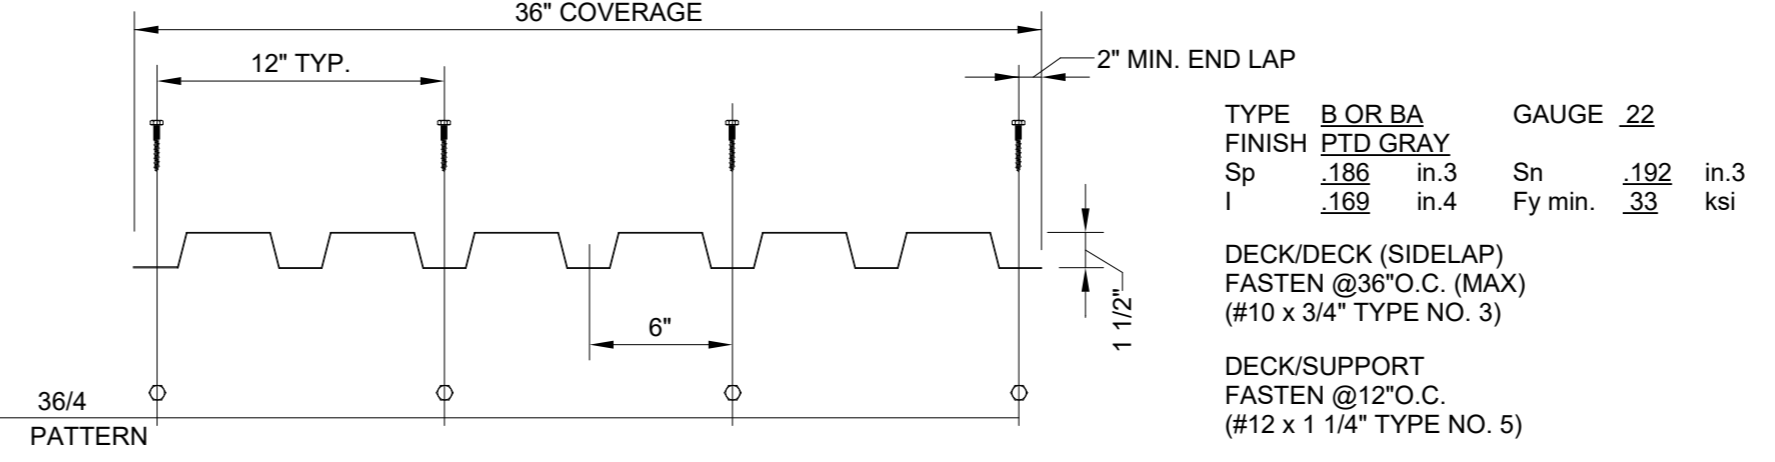 36" COVERAGE
12" TYP.
2" MIN. END LAP
TYPE B OR BA GAUGE 22
FINISH PTD GRAY
Sp .186 in.3 Sn .192 in.3
I .169 in.4 Fy min. 33 ksi
DECK/DECK (SIDELAP)
FASTEN @36"O.C. (MAX)
(#10 x 3/4" TYPE NO. 3)
1 1/2"
6"
DECK/SUPPORT
FASTEN @12"O.C.
(#12 x 1 1/4" TYPE NO. 5)
36/4
PATTERN